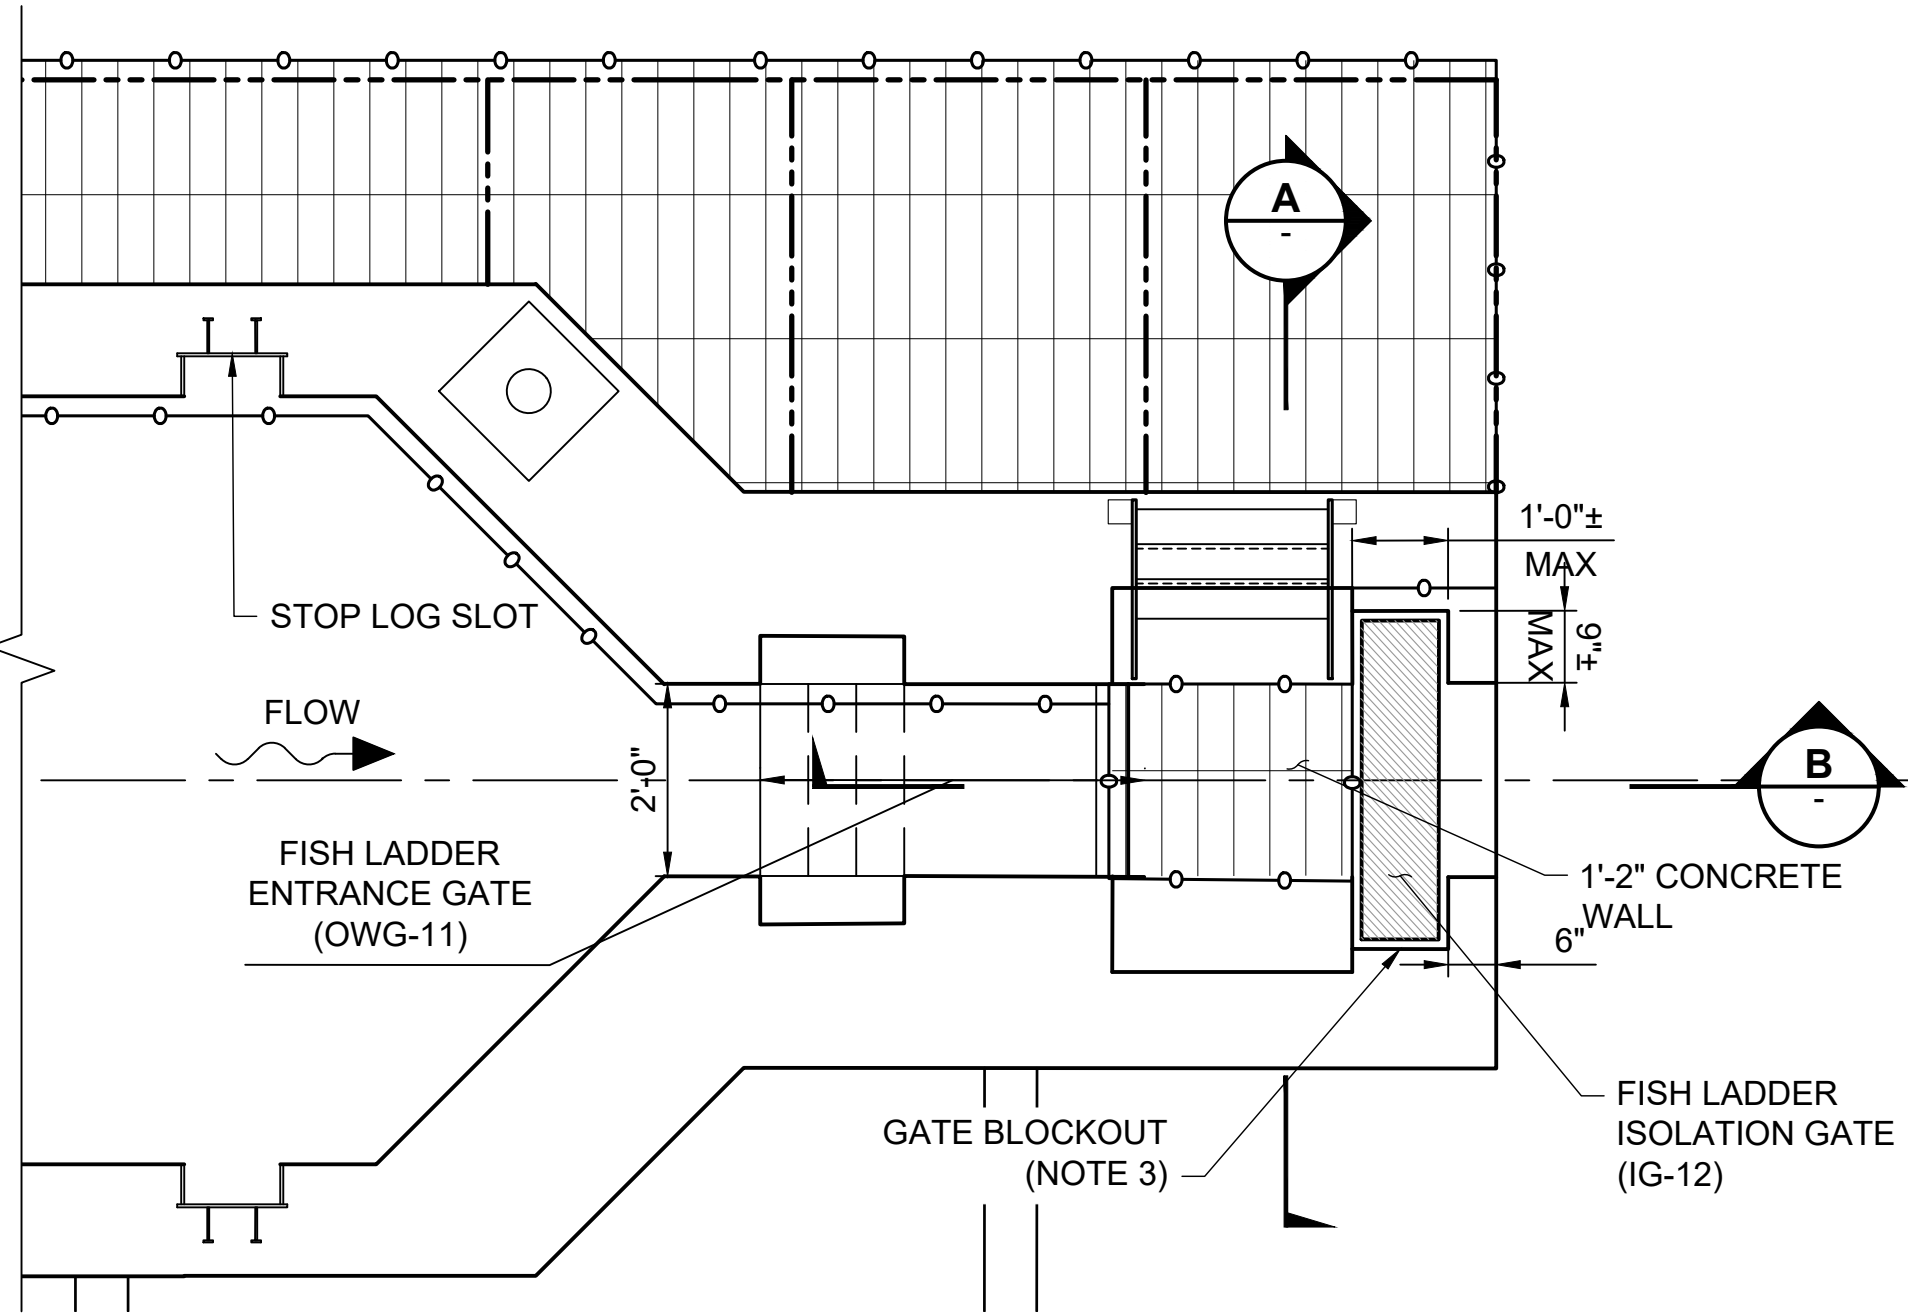 A
-
1'-0"±
MAX
6"±
MAX
STOP LOG SLOT
FLOW
2'-0"
B
-
FISH LADDER
ENTRANCE GATE
(OWG-11)
1'-2" CONCRETE
WALL
6"
FISH LADDER
ISOLATION GATE
(IG-12)
GATE BLOCKOUT
(NOTE 3)